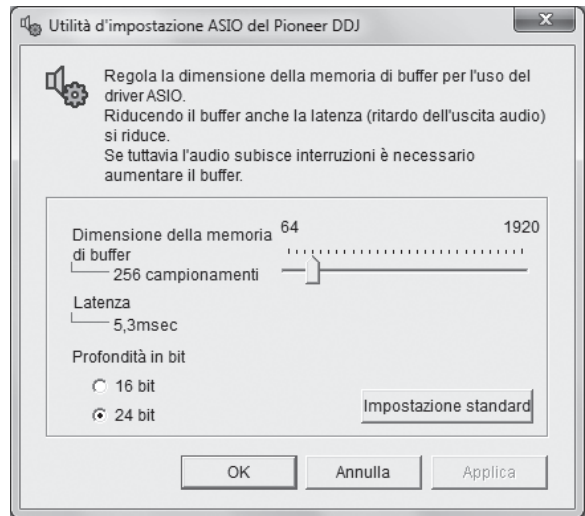 Utilità d'impostazione ASIO del Pioneer DDJ
X
Regola la dimensione della memoria di buffer per l'uso del
driver ASIO.
Riducendo il buffer anche la latenza (ritardo dell'uscita audio)
si riduce.
Se tuttavia l'audio subisce interruzioni è necessario
aumentare il buffer.
64 1920
Dimensione della memoria
di buffer
256 campionamenti
Latenza
5,3msec
Profondità in bit
16 bit
24 bit
Impostazione standard
OK Annulla Applica